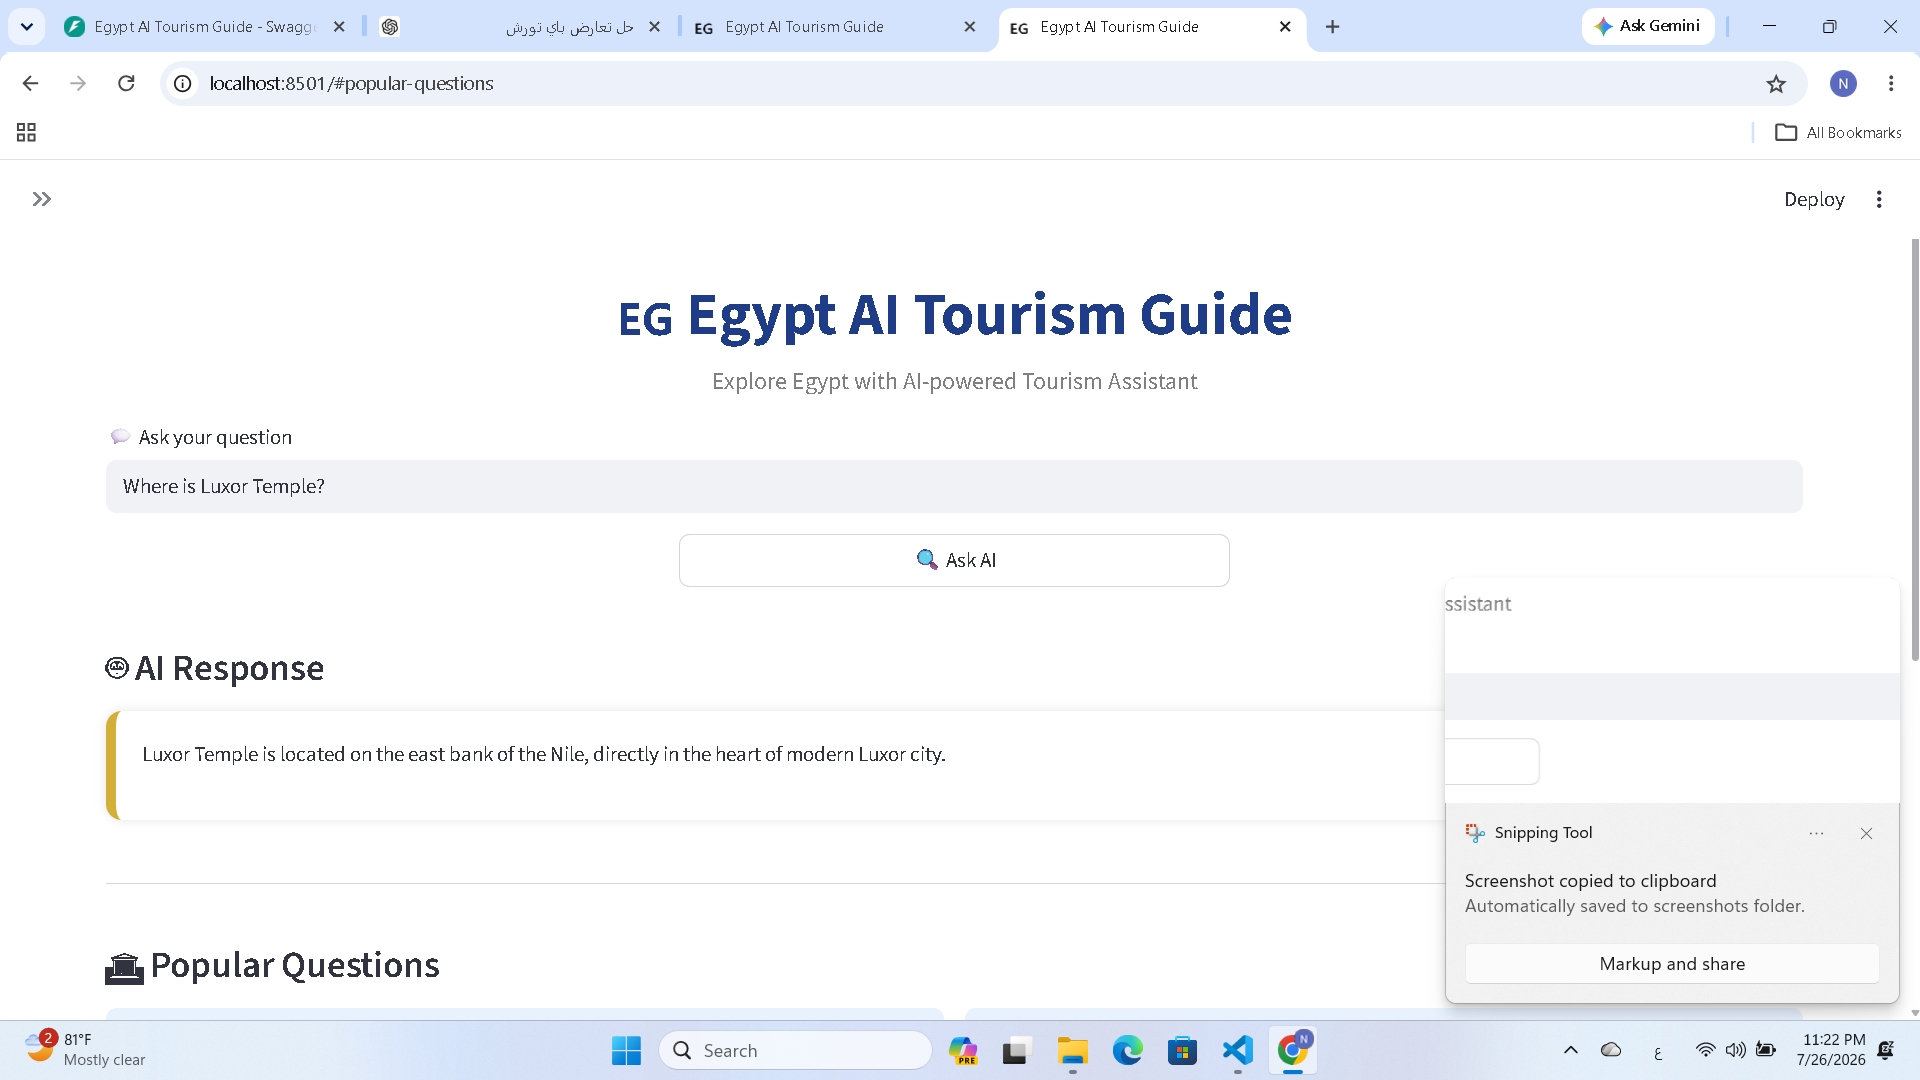 Egypt AI Tourism Guide - Swagge
حل تعارض باي تورش
EG Egypt AI Tourism Guide
EG Egypt AI Tourism Guide
Ask Gemini
localhost:8501/#popular-questions
N
All Bookmarks
Deploy
EG Egypt AI Tourism Guide
Explore Egypt with AI-powered Tourism Assistant
Ask your question
Where is Luxor Temple?
Ask AI
ssistant
AI Response
Luxor Temple is located on the east bank of the Nile, directly in the heart of modern Luxor city.
Snipping Tool
Screenshot copied to clipboard
Automatically saved to screenshots folder.
Markup and share
Popular Questions
2
81°F
Mostly clear
Search
PRE
N
ع
11:22 PM
7/26/2026